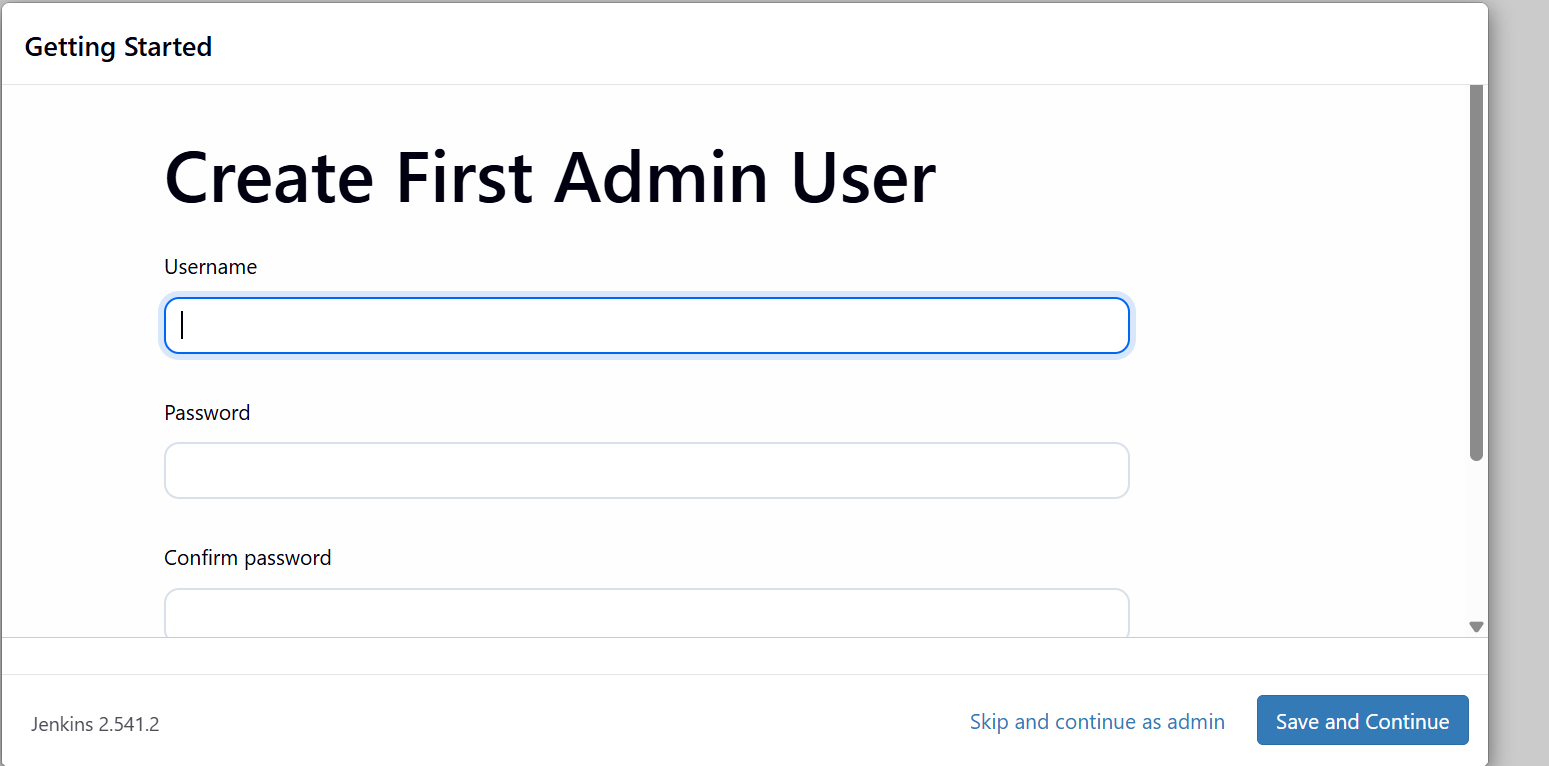 Getting Started
Create First Admin User
Username
Password
Confirm password
Jenkins 2.541.2
Skip and continue as admin
Save and Continue